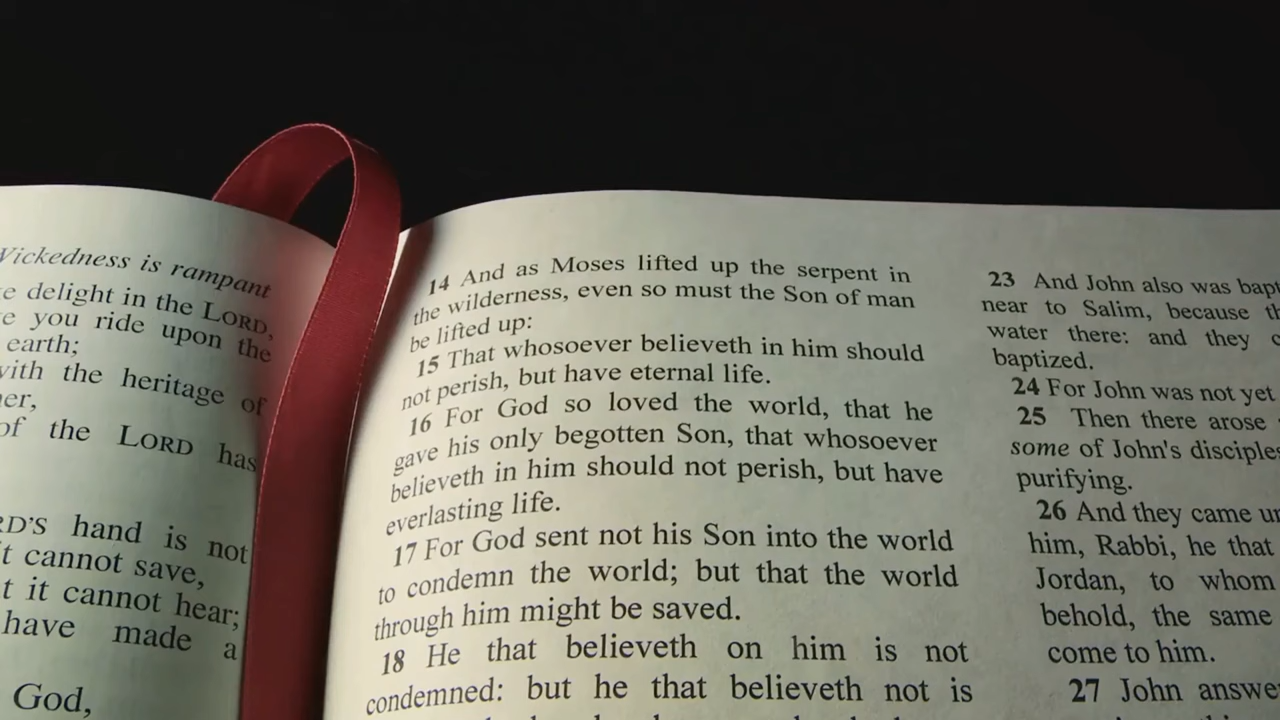 Wickedness is rampant
delight in the LORD,
you ride upon the
earth;
with the heritage of
of the LORD has
hand is not
it cannot save,
it cannot hear;
have made a
God,
14 And as Moses lifted up the serpent in
the wilderness, even so must the Son of man
be lifted up:
15 That whosoever believeth in him should
not perish, but have eternal life.
16 For God so loved the world, that he
gave his only begotten Son, that whosoever
believeth in him should not perish, but have
everlasting life.
17 For God sent not his Son into the world
to condemn the world; but that the world
through him might be saved.
18 He that believeth on him is not
condemned: but he that believeth not is
23 And John also was
near to Salim, because
water there: and they
baptized.
24 For John was not yet
25 Then there arose
some of John's
purifying.
26 And they came
him, Rabbi, he that
Jordan, to whom
behold, the same
come to him.
27 John